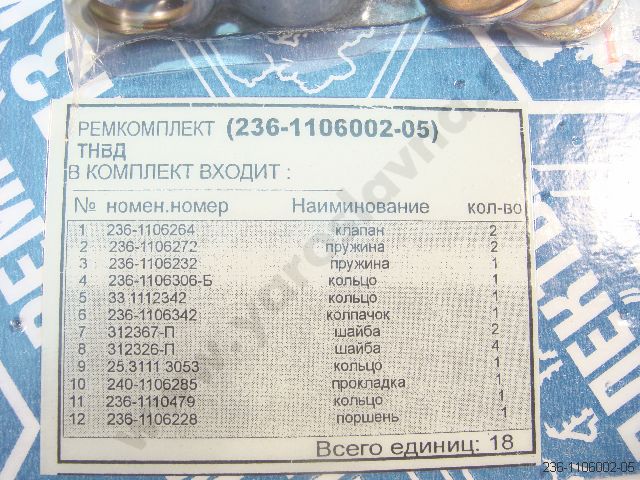 РЕМКОМПЛЕКТ (236-1106002-05)
ТНВД
В КОМПЛЕКТ ВХОДИТ :
№ номен.номер Наиминование кол-во
1 236-1106264 клапан 2
2 236-1106272 пружина 2
3 236-1106232 пружина 1
4 236-1106306-Б кольцо 1
5 33.1112342 кольцо 1
6 236-1106342 колпачок 1
7 312367-П шайба 2
8 312326-П шайба 4
9 25.3111.3053 кольцо 1
10 240-1106285 прокладка 1
11 236-1110479 кольцо 1
12 236-1106228 поршень 1
Всего единиц: 18
236-1106002-05